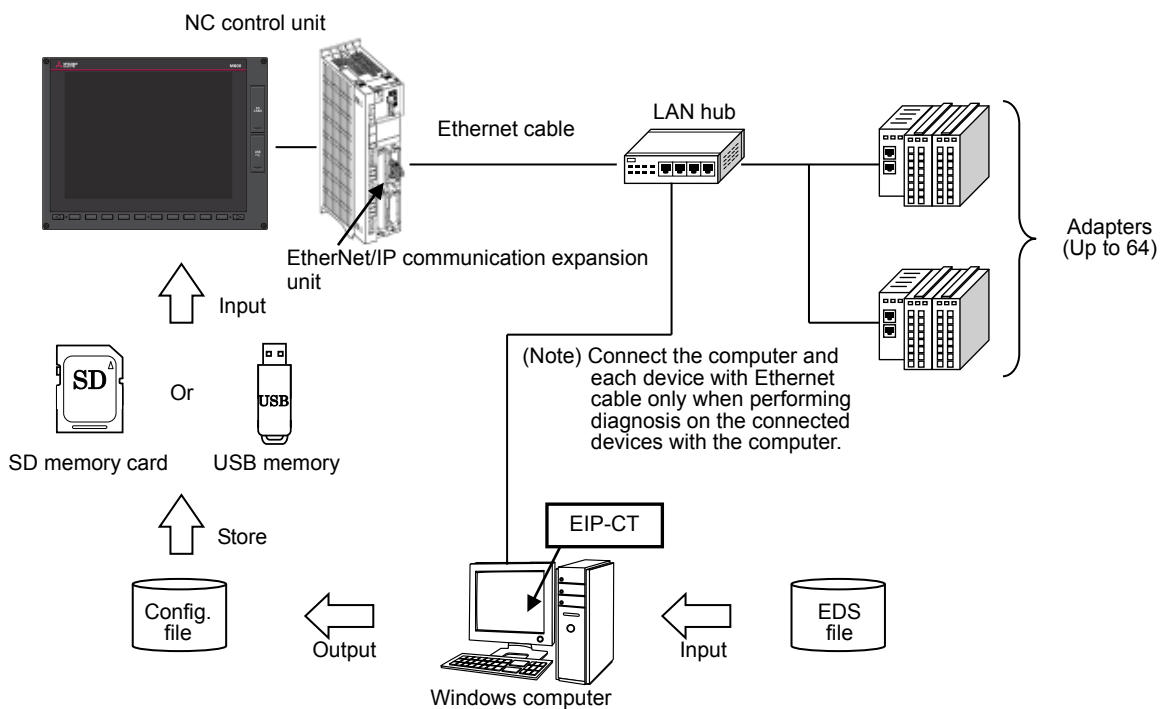 NC control unit
M800
LAN hub
Ethernet cable
Adapters
(Up to 64)
EtherNet/IP communication expansion
unit
Input
(Note) Connect the computer and
each device with Ethernet
cable only when performing
diagnosis on the connected
devices with the computer.
SD
Or
USB
SD memory card
USB memory
Store
EIP-CT
Config.
file
Output
Input
EDS
file
Windows computer